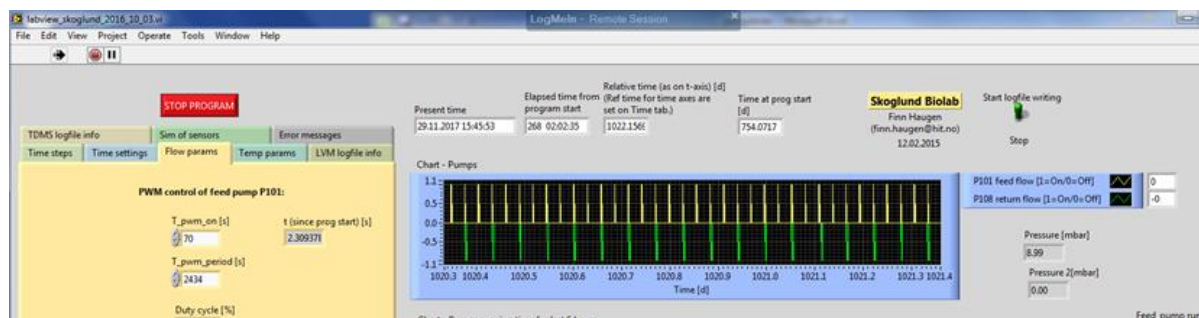 labview_skoglund_2016_10_03.vi
LogMeIn - Remote Session
File Edit View Project Operate Tools Window Help
STOP PROGRAM
TDMS logfile info
Sim of sensors
Error messages
Time steps
Time settings
Flow params
Temp params
LVM logfile info
PWM control of feed pump P101:
T_pwm_on [s]
70
t (since prog start) [s]
2.30937
T_pwm_period [s]
2434
Duty cycle [%]
Present time
29.11.2017 15:45:53
Elapsed time from
program start
268 02:02:35
Relative time (as on t-axis) [d]
(Ref time for time axes are
set on Time tab.)
1022.156
Time at prog start
[d]
754.0717
Skoglund Biolab
Finn Haugen
(finn.haugen@hit.no)
12.02.2015
Start logfile writing
Stop
Chart - Pumps
1.1
0.5
0.0
-0.5
-1.1
1020.3 1020.4 1020.5 1020.6 1020.7 1020.8 1020.9 1021.0 1021.1 1021.2 1021.3 1021.4
Time [d]
P101 feed flow [1=On/0=Off]
0
P108 return flow [1=On/0=Off]
-0
Pressure [mbar]
8.99
Pressure 2[mbar]
0.00